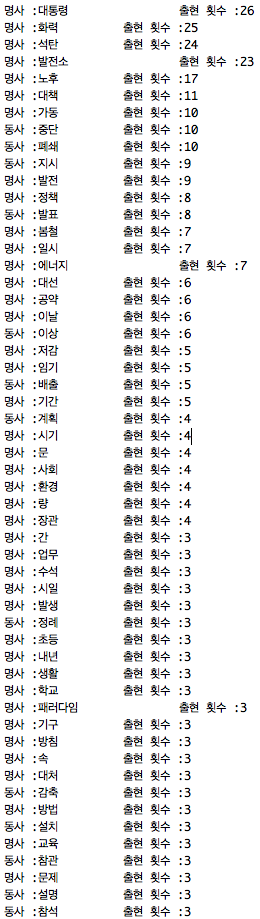 명사 :대통령 출현 횟수 :26
명사 :화력 출현 횟수 :25
명사 :석탄 출현 횟수 :24
명사 :발전소 출현 횟수 :23
명사 :노후 출현 횟수 :17
명사 :대책 출현 횟수 :11
명사 :가동 출현 횟수 :10
동사 :중단 출현 횟수 :10
동사 :폐쇄 출현 횟수 :10
동사 :지시 출현 횟수 :9
명사 :발전 출현 횟수 :9
명사 :정책 출현 횟수 :8
동사 :발표 출현 횟수 :8
명사 :봄철 출현 횟수 :7
명사 :일시 출현 횟수 :7
명사 :에너지 출현 횟수 :7
명사 :대선 출현 횟수 :6
명사 :공약 출현 횟수 :6
명사 :이날 출현 횟수 :6
동사 :이상 출현 횟수 :6
명사 :저감 출현 횟수 :5
명사 :임기 출현 횟수 :5
동사 :배출 출현 횟수 :5
명사 :기간 출현 횟수 :5
동사 :계획 출현 횟수 :4
명사 :시기 출현 횟수 :4
명사 :문 출현 횟수 :4
명사 :사회 출현 횟수 :4
명사 :환경 출현 횟수 :4
명사 :량 출현 횟수 :4
명사 :장관 출현 횟수 :4
명사 :간 출현 횟수 :3
명사 :업무 출현 횟수 :3
명사 :수석 출현 횟수 :3
명사 :시일 출현 횟수 :3
명사 :발생 출현 횟수 :3
동사 :정례 출현 횟수 :3
명사 :초등 출현 횟수 :3
명사 :내년 출현 횟수 :3
명사 :생활 출현 횟수 :3
명사 :학교 출현 횟수 :3
명사 :패러다임 출현 횟수 :3
명사 :기구 출현 횟수 :3
명사 :방침 출현 횟수 :3
명사 :속 출현 횟수 :3
명사 :대처 출현 횟수 :3
동사 :감축 출현 횟수 :3
명사 :방법 출현 횟수 :3
동사 :설치 출현 횟수 :3
명사 :교육 출현 횟수 :3
동사 :참관 출현 횟수 :3
명사 :문제 출현 횟수 :3
동사 :설명 출현 횟수 :3
동사 :참석 출현 횟수 :3